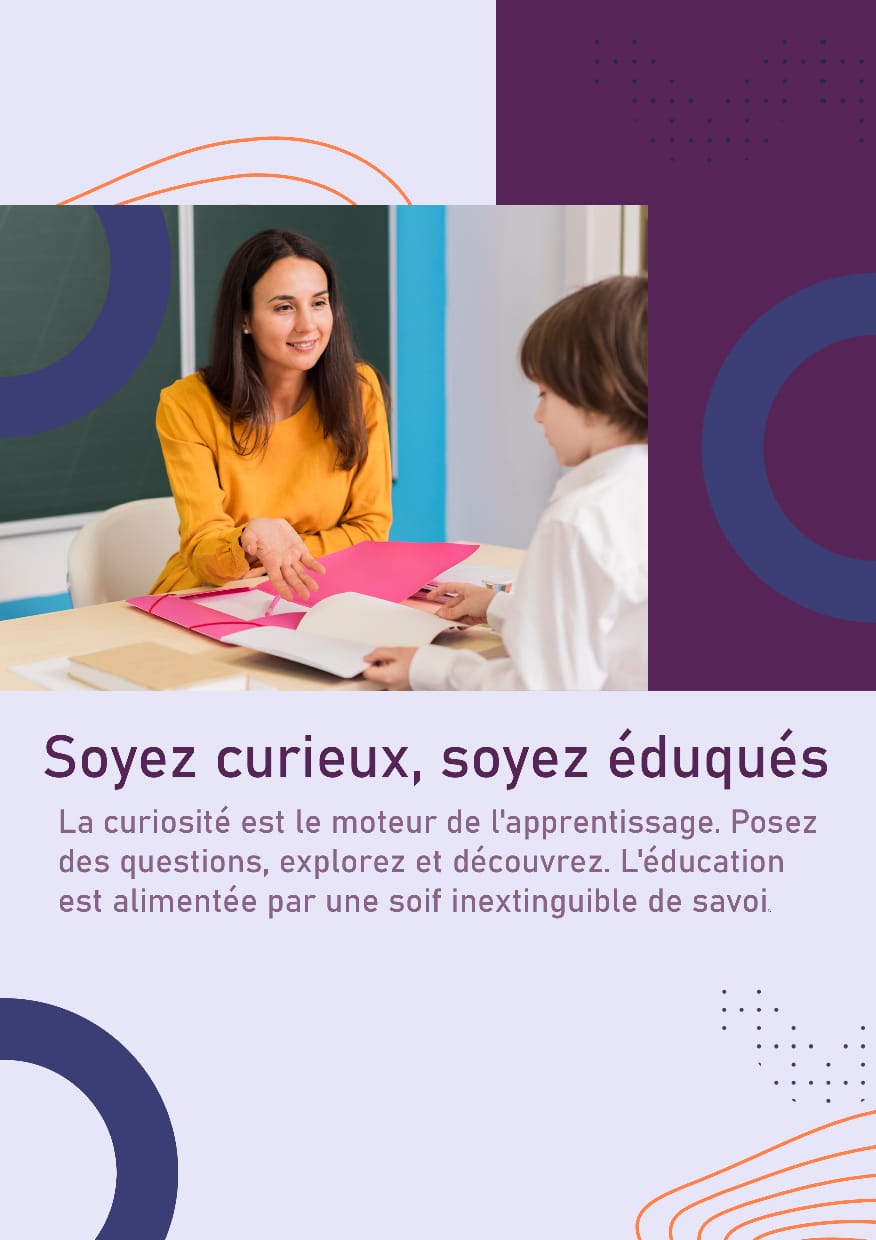 Soyez curieux, soyez éduqués
La curiosité est le moteur de l'apprentissage. Posez
des questions, explorez et découvrez. L'éducation
est alimentée par une soif inextinguible de savoi.